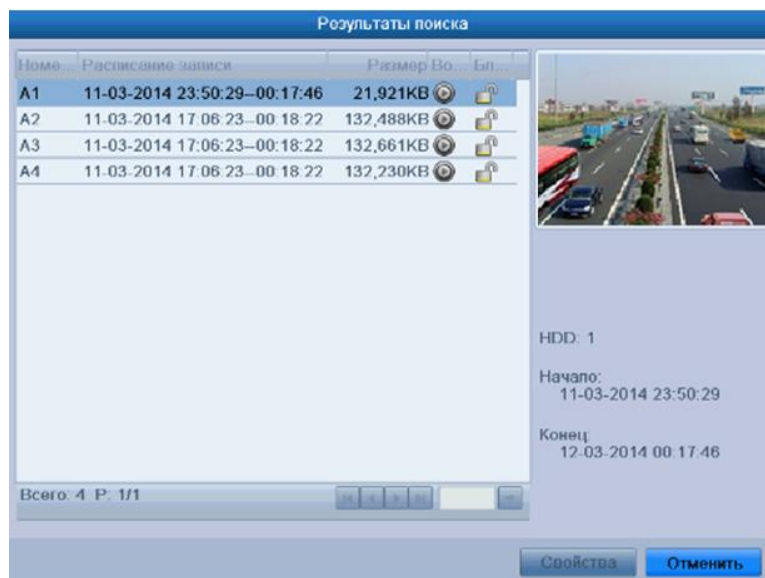 Результаты поиска
Номе... Расписание записи Размер Во... Бл...
A1 11-03-2014 23:50:29--00:17:46 21,921KB
A2 11-03-2014 17:06:23--00:18:22 132,488KB
A3 11-03-2014 17:06:23--00:18:22 132,661KB
A4 11-03-2014 17:06:23--00:18:22 132,230KB
HDD: 1
Начало:
11-03-2014 23:50:29
Конец:
12-03-2014 00:17:46
Всего: 4 P: 1/1
Свойства
Отменить